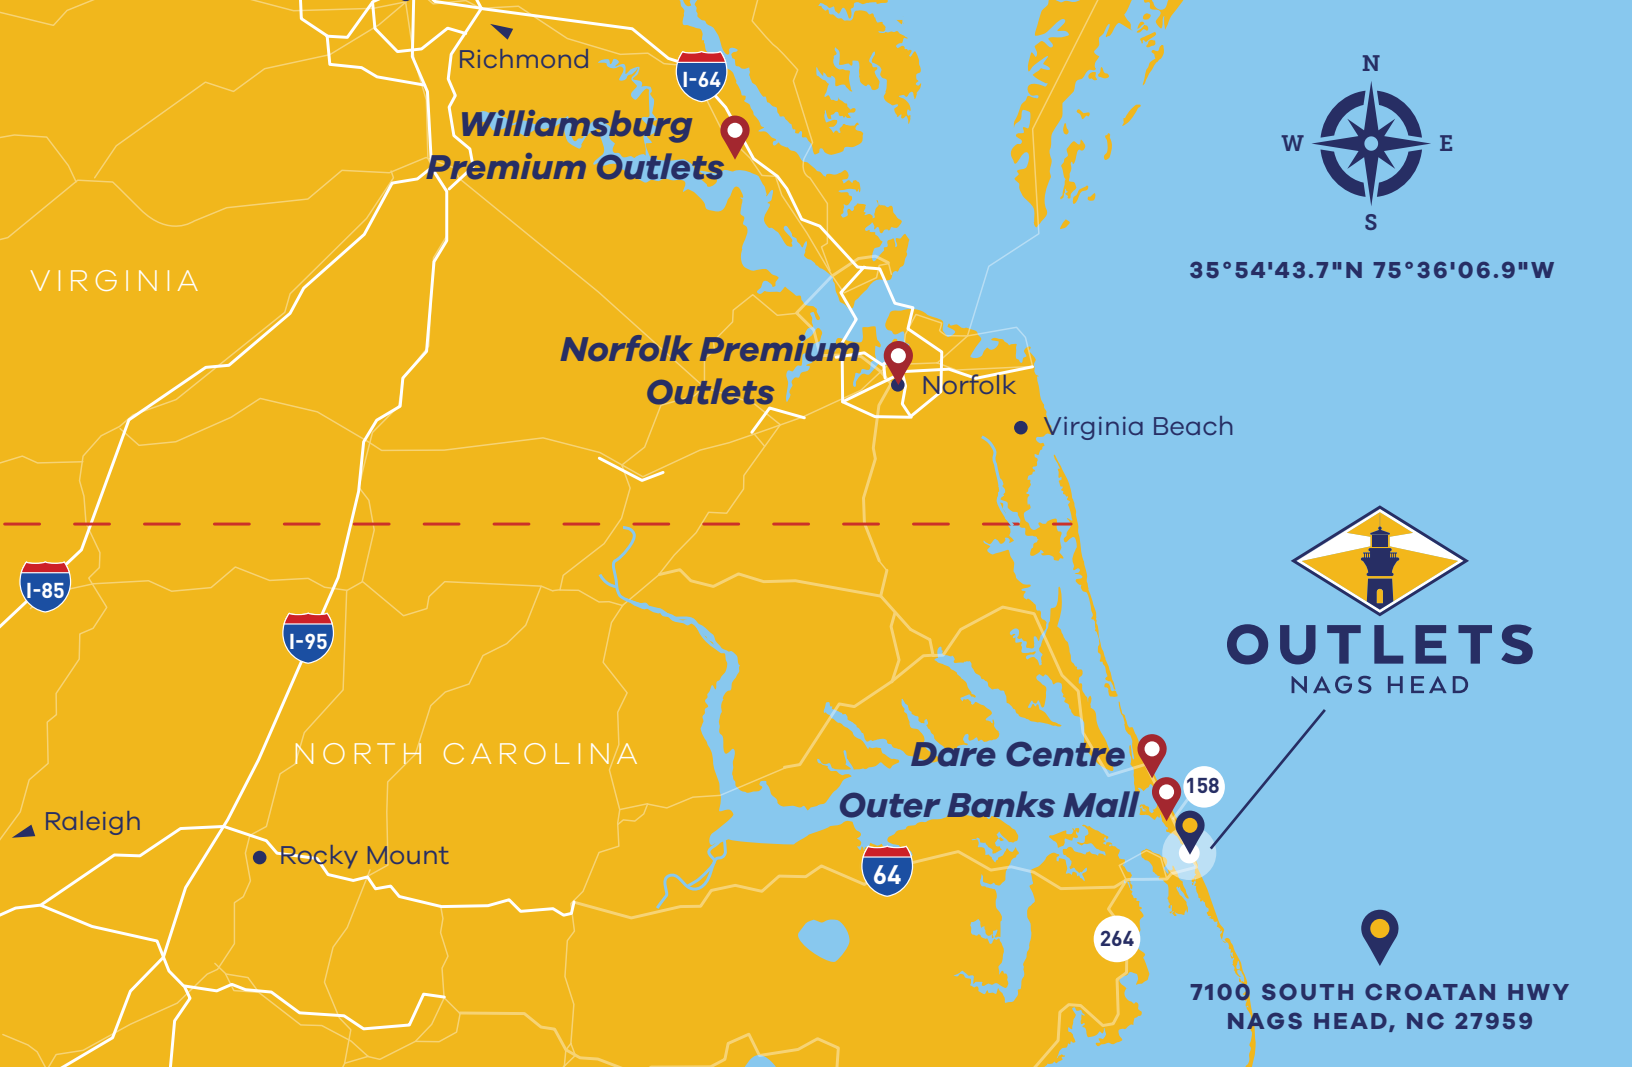 Richmond
I-64
N
W
E
S
Williamsburg
Premium Outlets
35°54'43.7"N 75°36'06.9"W
VIRGINIA
Norfolk Premium
Outlets
Norfolk
Virginia Beach
I-85
I-95
OUTLETS
NAGS HEAD
NORTH CAROLINA
Dare Centre
158
Outer Banks Mall
Raleigh
Rocky Mount
64
264
7100 SOUTH CROATAN HWY
NAGS HEAD, NC 27959